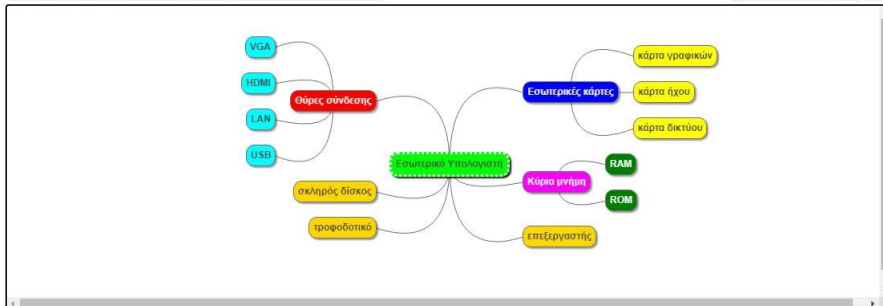 VGA
HDMI
LAN
USB
Θύρες σύνδεσης
σκληρός δίσκος
τροφοδοτικό
Εσωτερικό Υπολογιστή
Εσωτερικές κάρτες
κάρτα γραφικών
κάρτα ήχου
κάρτα δικτύου
Κύρια μνήμη
RAM
ROM
επεξεργαστής